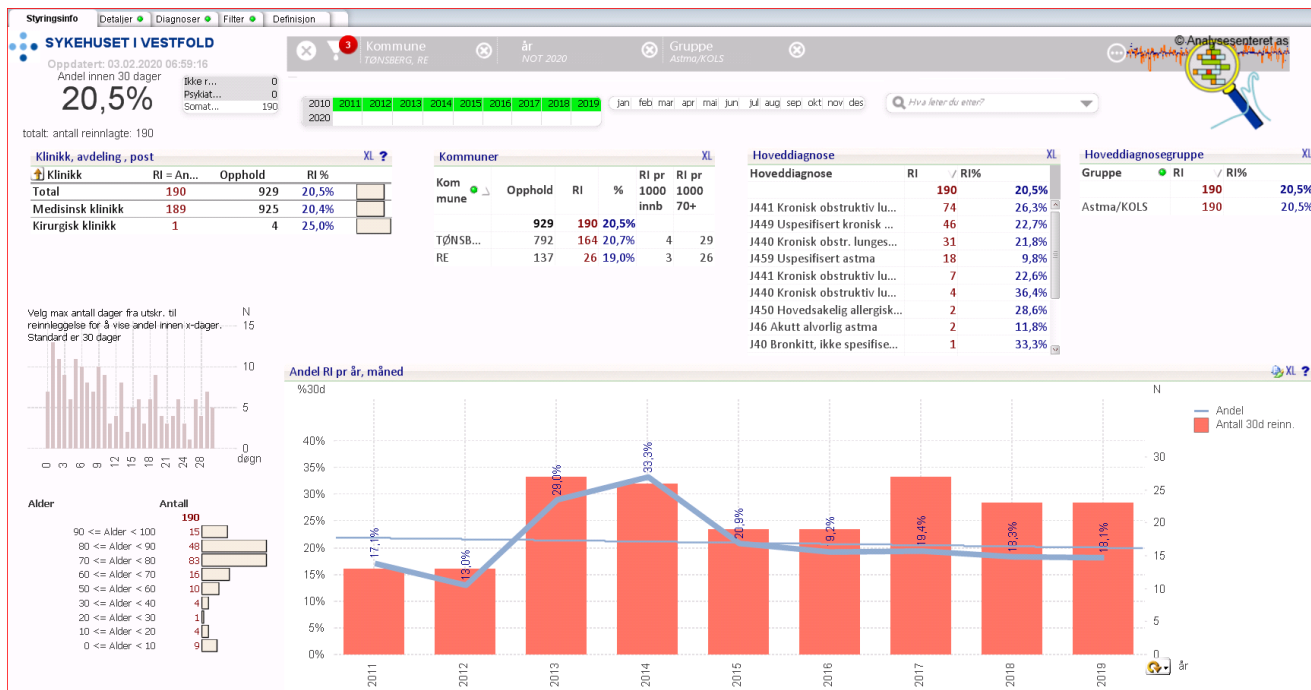 Styringsinfo Detaljer Diagnoser Filter Definisjon
SYKEHUSET I VESTFOLD
Oppdatert: 03.02.2020 06:59:16
3
Kommune
TØNSBERG, RE
år
NOT 2020
Gruppe
Astma/KOLS
© Analysesenteret as
Andel innen 30 dager
20,5%
Ikke r... 0
Psykiat... 0
Somat... 190
totalt: antall reinnlagte: 190
2010 2011 2012 2013 2014 2015 2016 2017 2018 2019
2020
jan feb mar apr mai jun jul aug sep okt nov des
Hva leter du etter?
Klinikk, avdeling , post XL ?
Klinikk RI = An... Opphold RI %
Total 190 929 20,5%
Medisinsk klinikk 189 925 20,4%
Kirurgisk klinikk 1 4 25,0%
Kommuner XL
Kom mune Opphold RI % RI pr 1000 innb RI pr 1000 70+
929 190 20,5%
TØNSB... 792 164 20,7% 4 29
RE 137 26 19,0% 3 26
Hoveddiagnose XL
Hoveddiagnose RI RI%
190 20,5%
J441 Kronisk obstruktiv lu... 74 26,3%
J449 Uspesifisert kronisk ... 46 22,7%
J440 Kronisk obstr. lunges... 31 21,8%
J459 Uspesifisert astma 18 9,8%
J441 Kronisk obstruktiv lu... 7 22,6%
J440 Kronisk obstruktiv lu... 4 36,4%
J450 Hovedsakelig allergisk... 2 28,6%
J46 Akutt alvorlig astma 2 11,8%
J40 Bronkitt, ikke spesifise... 1 33,3%
Hoveddiagnosegruppe XL
Gruppe RI RI%
190 20,5%
Astma/KOLS 190 20,5%
Velg max antall dager fra utskr. til
reinnleggelse for å vise andel innen x-dager.
Standard er 30 dager
N
15
10
5
0
0 3 6 9 12 15 18 21 24 28
døgn
Alder Antall
190
90 <= Alder < 100 15
80 <= Alder < 90 48
70 <= Alder < 80 83
60 <= Alder < 70 16
50 <= Alder < 60 10
30 <= Alder < 40 4
20 <= Alder < 30 1
10 <= Alder < 20 4
0 <= Alder < 10 9
Andel RI pr år, måned XL ?
%30d
N
40%
35%
30%
25%
20%
15%
10%
5%
0%
17,1% 13,0% 29,0% 33,3% 20,9% 19,2% 19,4% 18,3% 18,1%
30
25
20
15
10
5
0
2011 2012 2013 2014 2015 2016 2017 2018 2019
år
Andel
Antall 30d reinn.